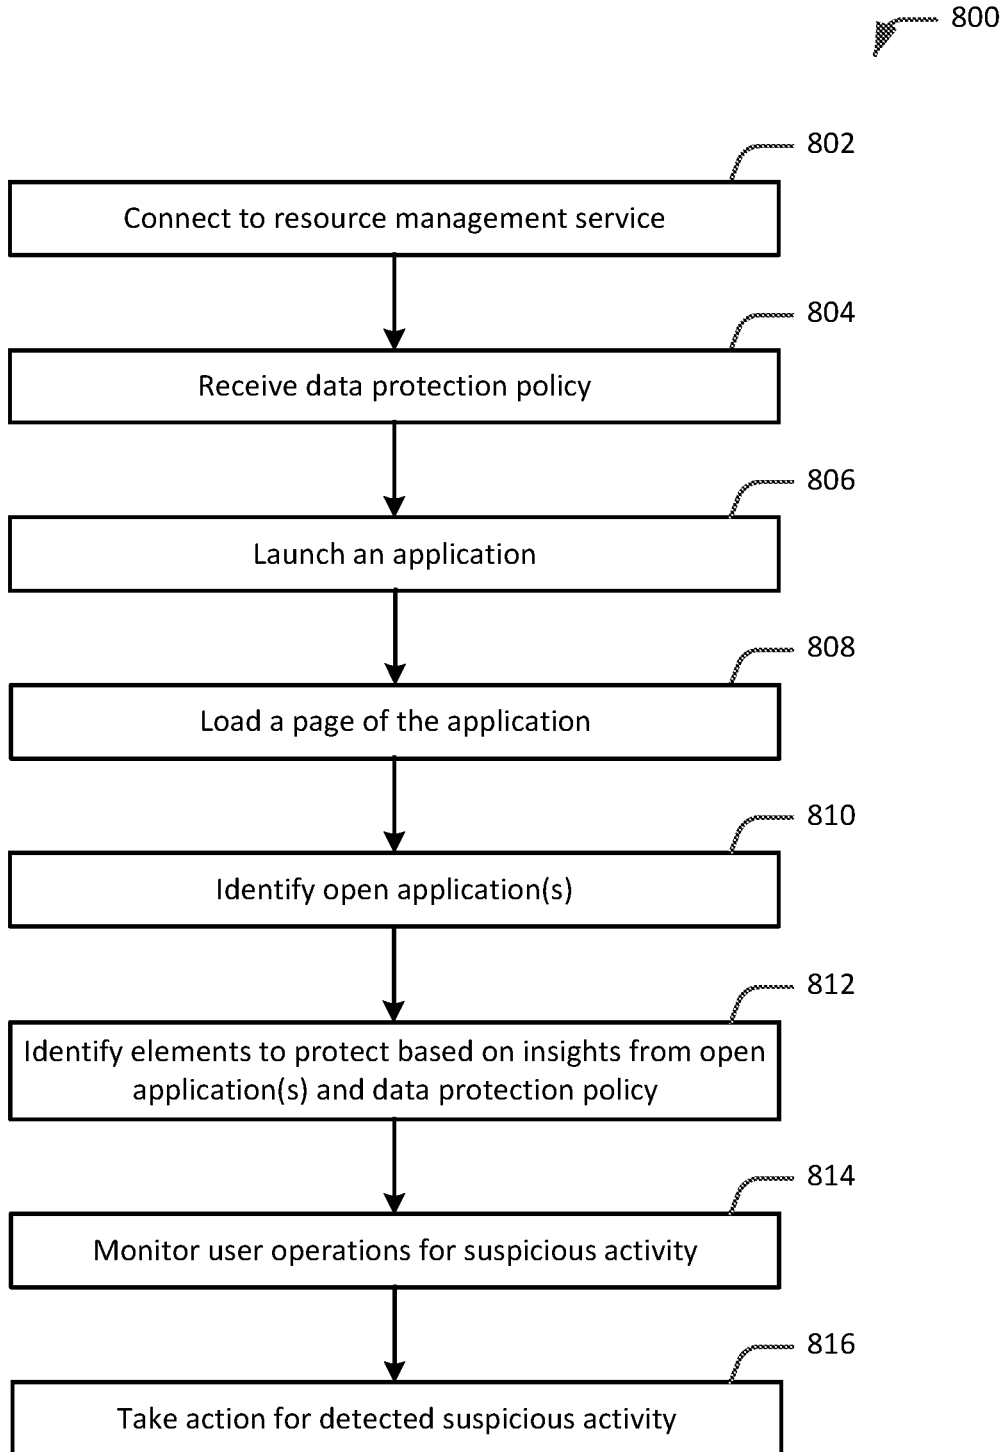 800
802
Connect to resource management service
804
Receive data protection policy
806
Launch an application
808
Load a page of the application
810
Identify open application(s)
812
Identify elements to protect based on insights from open
application(s) and data protection policy
814
Monitor user operations for suspicious activity
816
Take action for detected suspicious activity